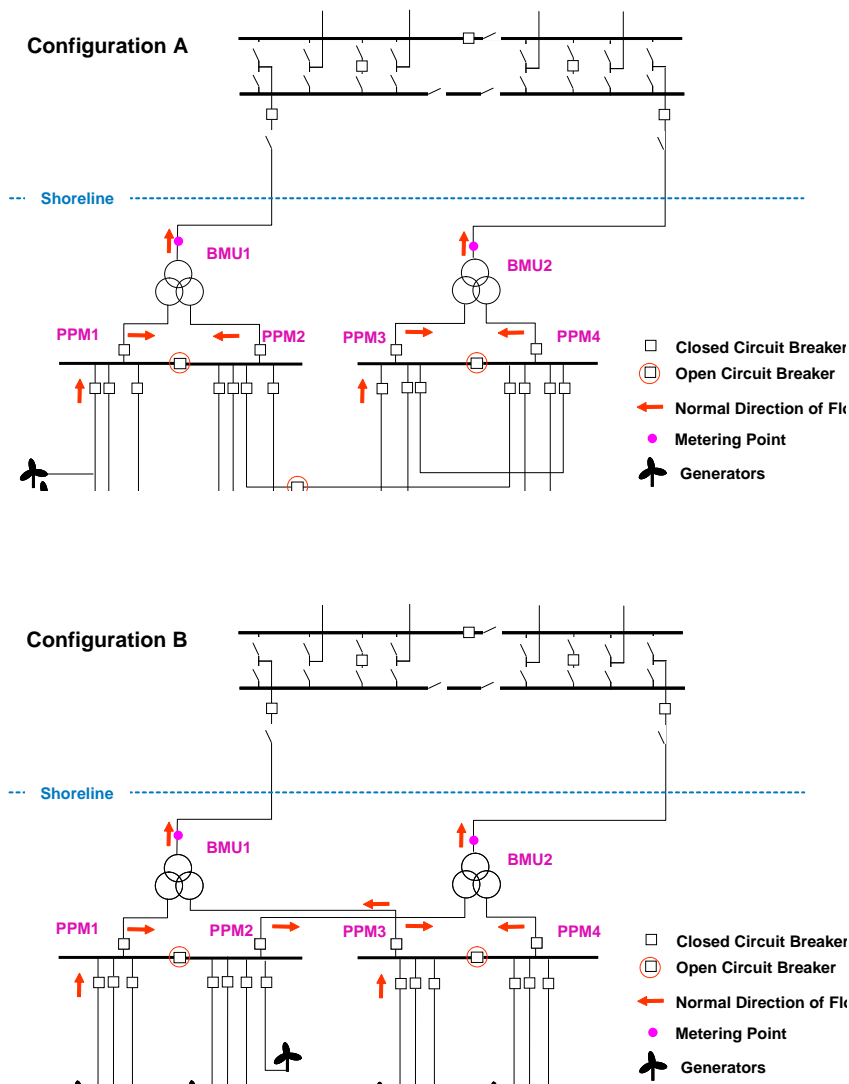 Configuration A
Shoreline
BMU1
BMU2
PPM1
PPM2
PPM3
PPM4
Closed Circuit Breaker
Open Circuit Breaker
Normal Direction of Flo
Metering Point
Generators
Configuration B
Shoreline
BMU1
BMU2
PPM1
PPM2
PPM3
PPM4
Closed Circuit Breaker
Open Circuit Breaker
Normal Direction of Flo
Metering Point
Generators